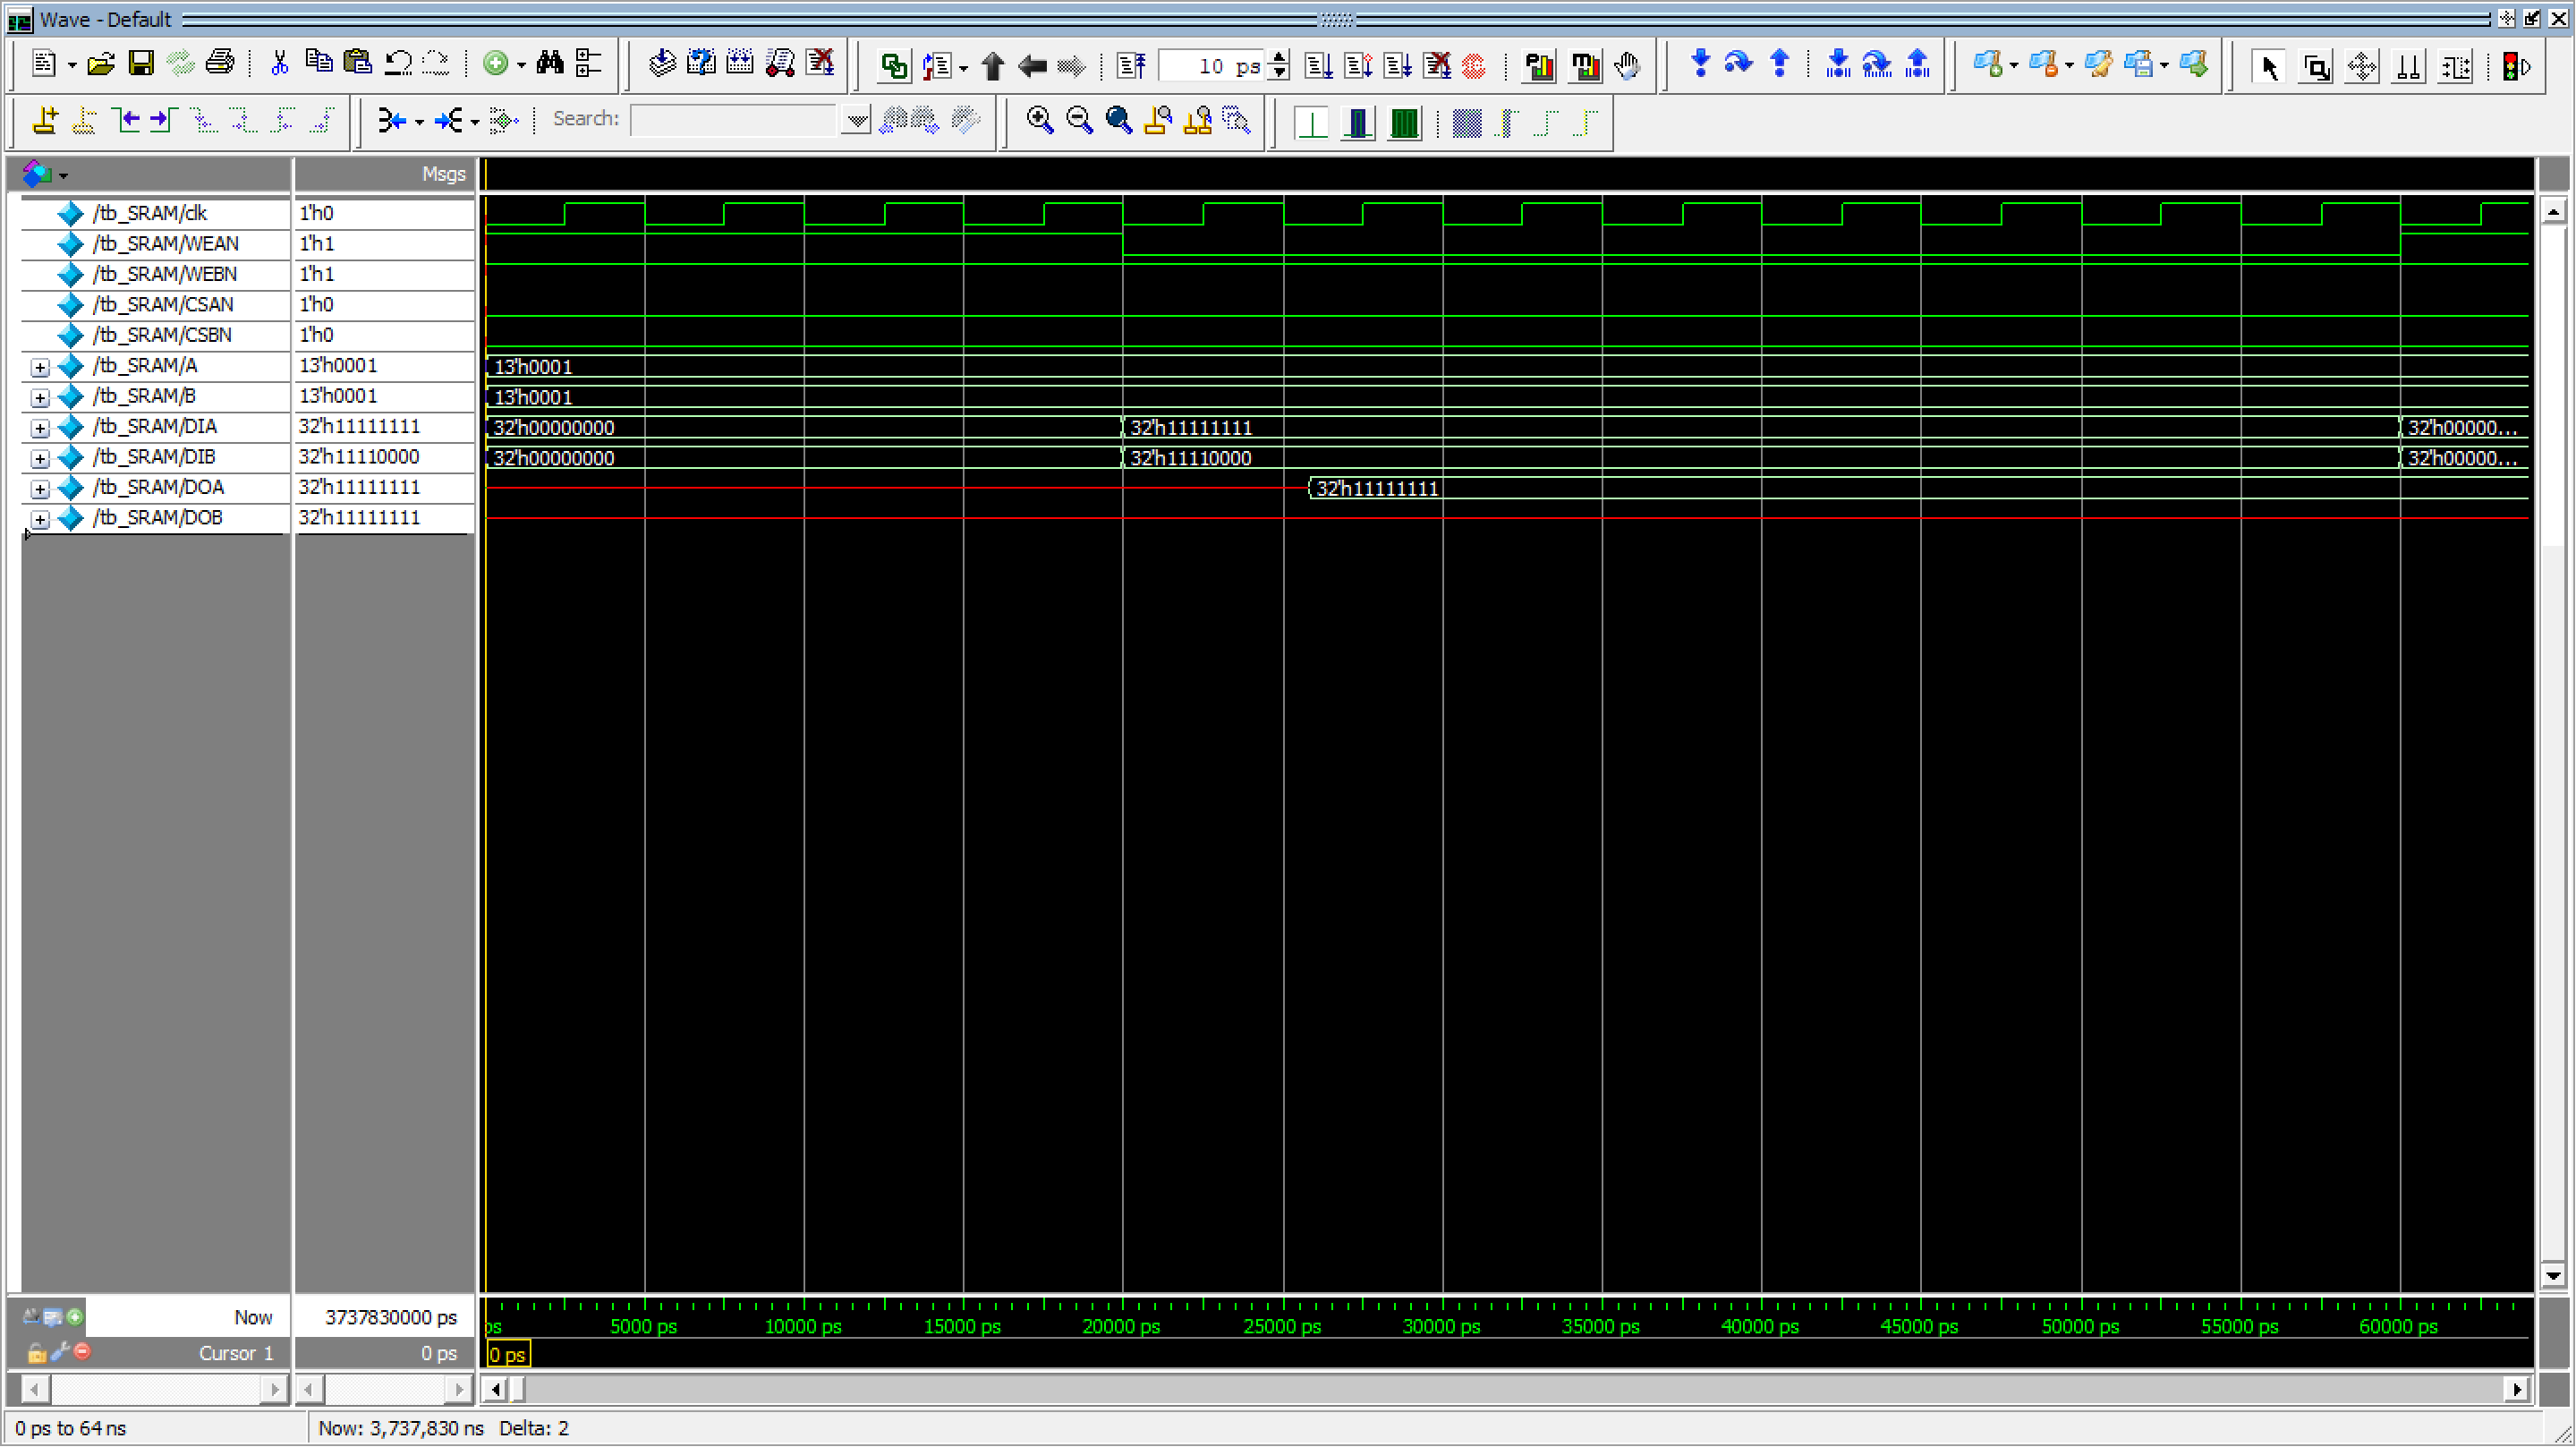 Wave - Default
10 ps
Search:
Msgs
/tb_SRAM/clk 1'h0
/tb_SRAM/WEAN 1'h1
/tb_SRAM/WEBN 1'h1
/tb_SRAM/CSAN 1'h0
/tb_SRAM/CSBN 1'h0
/tb_SRAM/A 13'h0001 13'h0001
/tb_SRAM/B 13'h0001 13'h0001
/tb_SRAM/DIA 32'h11111111 32'h00000000 32'h11111111 32'h00000...
/tb_SRAM/DIB 32'h11110000 32'h00000000 32'h11110000 32'h00000...
/tb_SRAM/DOA 32'h11111111 32'h11111111
/tb_SRAM/DOB 32'h11111111
Now 3737830000 ps ps 5000 ps 10000 ps 15000 ps 20000 ps 25000 ps 30000 ps 35000 ps 40000 ps 45000 ps 50000 ps 55000 ps 60000 ps
Cursor 1 0 ps 0 ps
0 ps to 64 ns Now: 3,737,830 ns Delta: 2